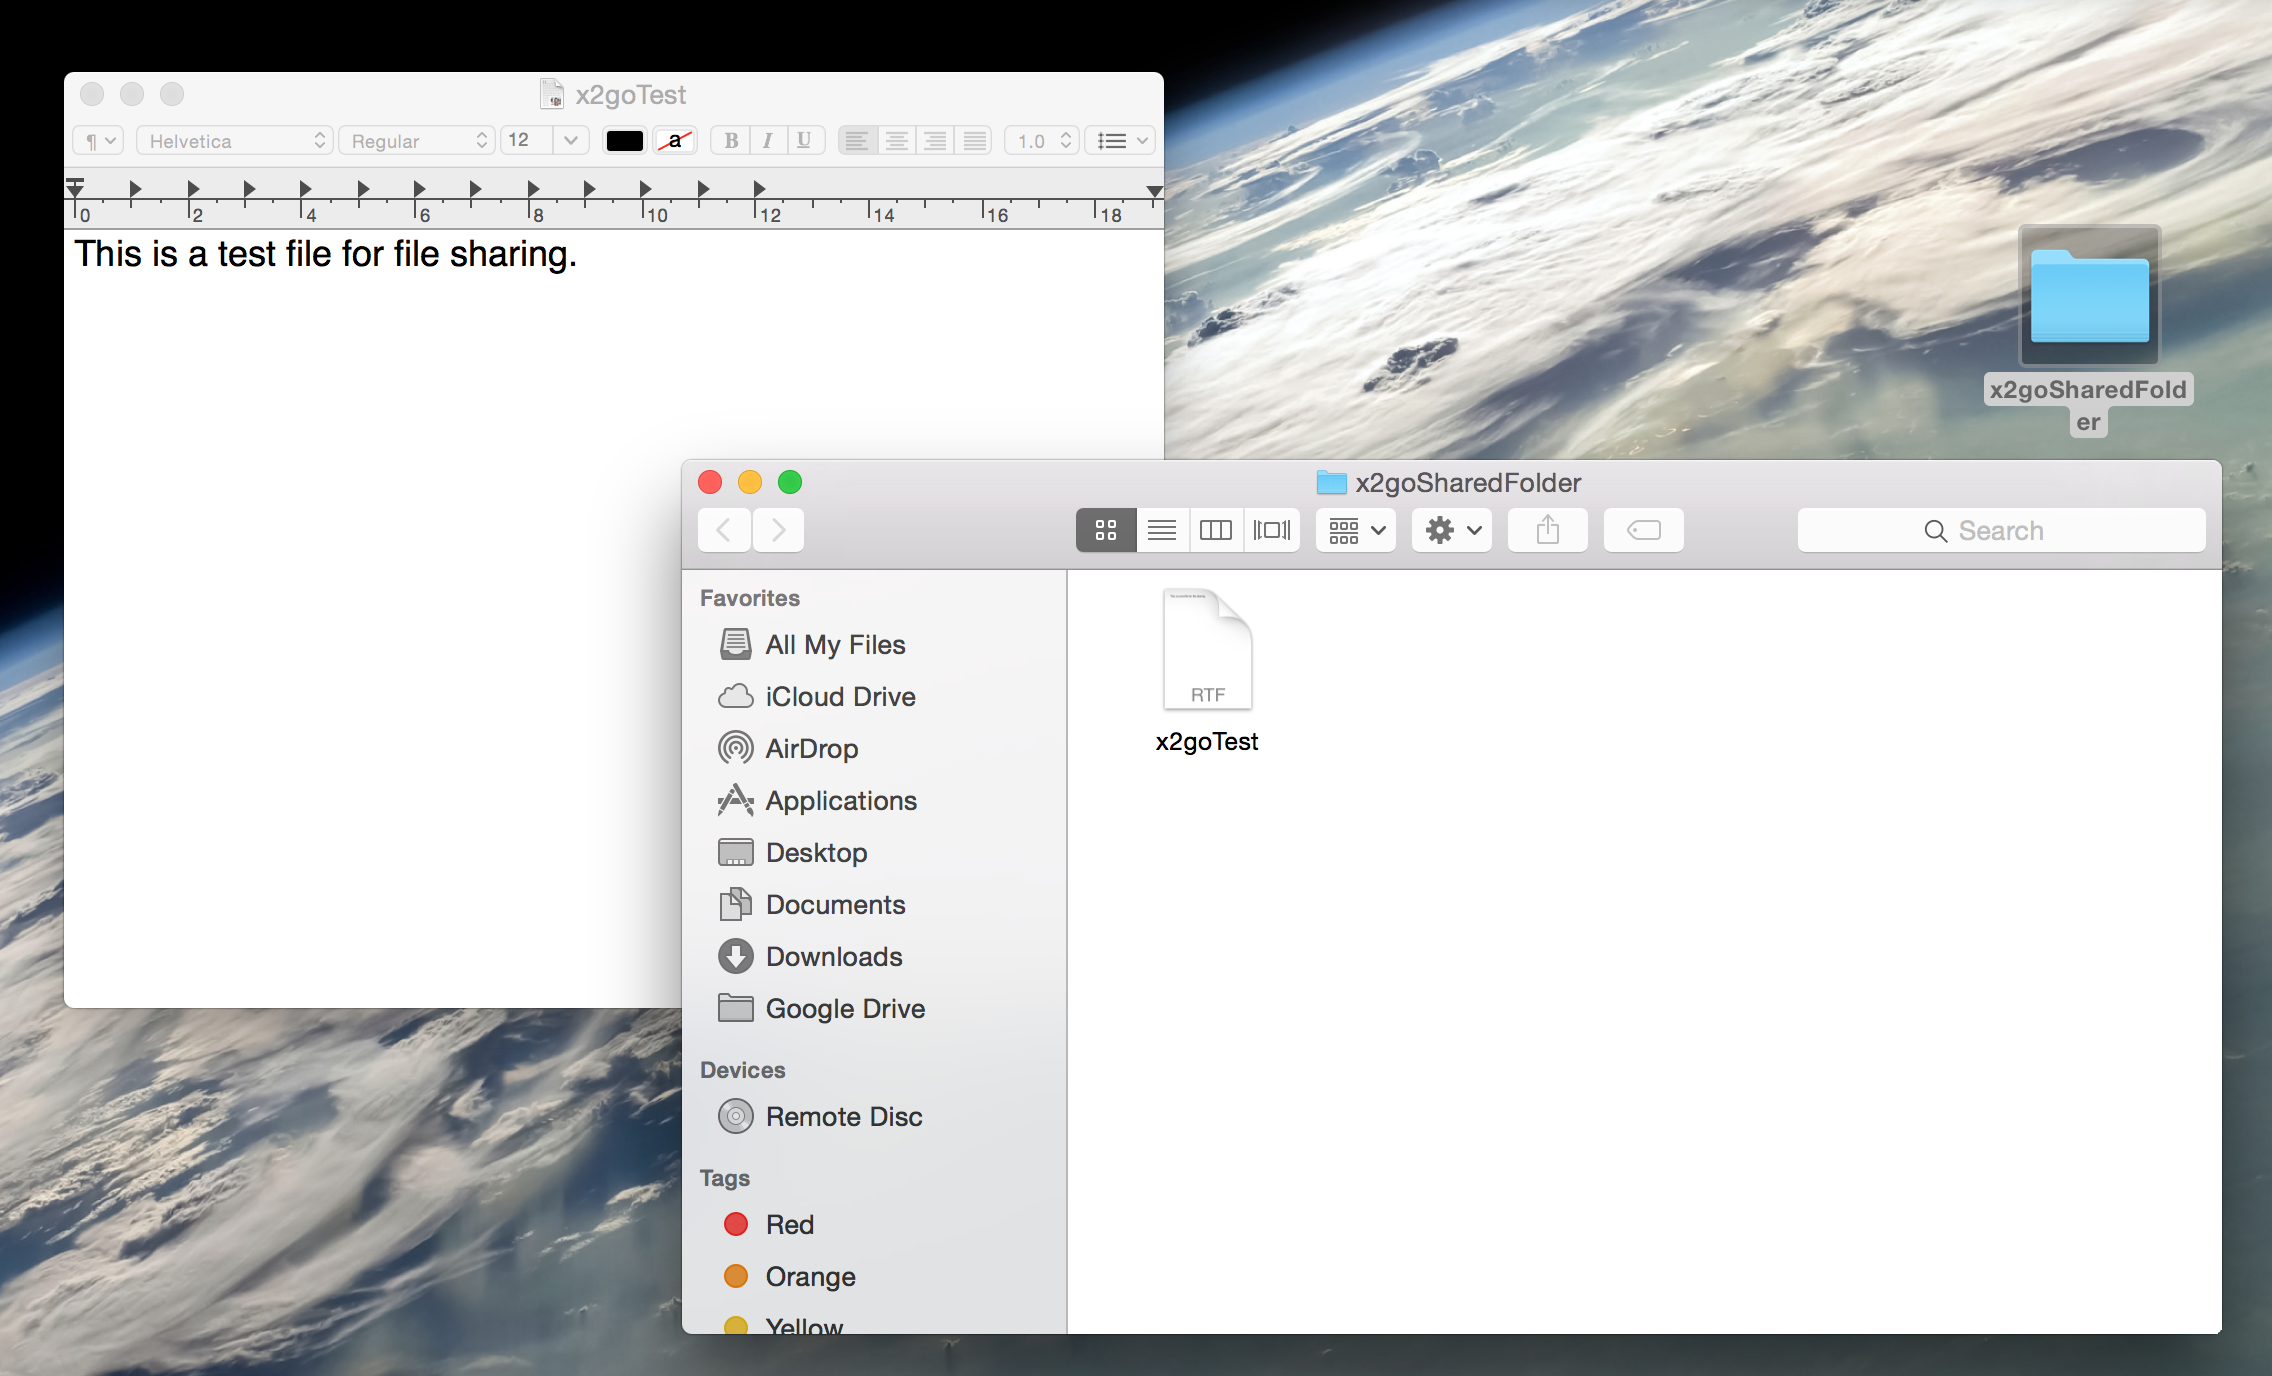 x2goTest
¶ Helvetica Regular 12 a B I U 1.0
0 2 4 6 8 10 12 14 16 18
This is a test file for file sharing.
x2goSharedFold
er
x2goSharedFolder
Search
Favorites
All My Files
iCloud Drive
AirDrop
Applications
Desktop
Documents
Downloads
Google Drive
Devices
Remote Disc
Tags
Red
Orange
Yellow
RTF
x2goTest